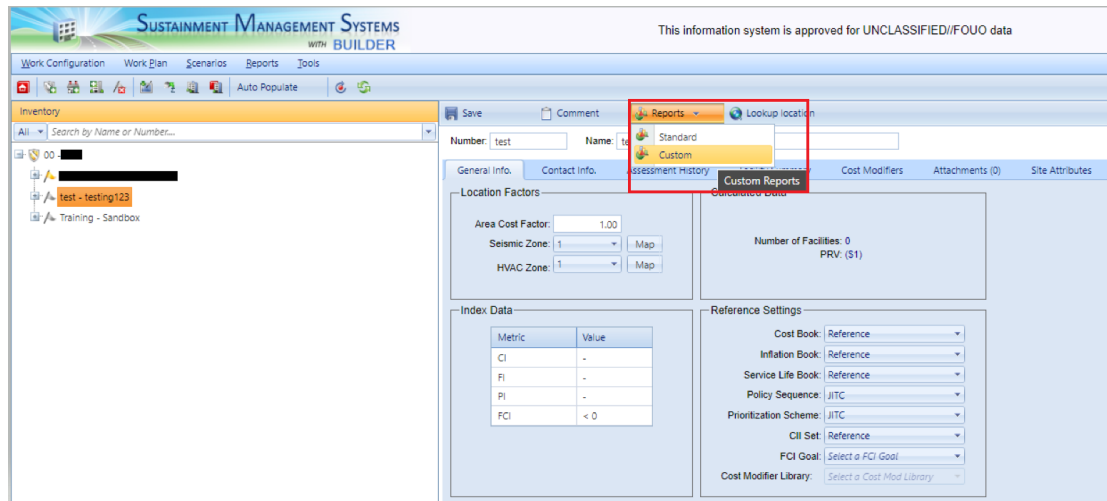 SUSTAINMENT MANAGEMENT SYSTEMS
WITH BUILDER
This information system is approved for UNCLASSIFIED//FOUO data
Work Configuration Work Plan Scenarios Reports Tools
Auto Populate
Inventory
All Search by Name or Number....
00 -
test - testing123
Training - Sandbox
Save Comment Reports Lookup location
Number: test Name:
Standard
Custom
Custom Reports
General Info. Contact Info. Assessment History Cost Modifiers Attachments (0) Site Attributes
Location Factors
Area Cost Factor: 1.00
Seismic Zone: 1 Map
HVAC Zone: 1 Map
Calculated Data
Number of Facilities: 0
PRV: ($1)
Index Data
Metric Value
CI -
FI -
PI -
FCI < 0
Reference Settings
Cost Book: Reference
Inflation Book: Reference
Service Life Book: Reference
Policy Sequence: JITC
Prioritization Scheme: JITC
CII Set: Reference
FCI Goal: Select a FCI Goal
Cost Modifier Library: Select a Cost Mod Library